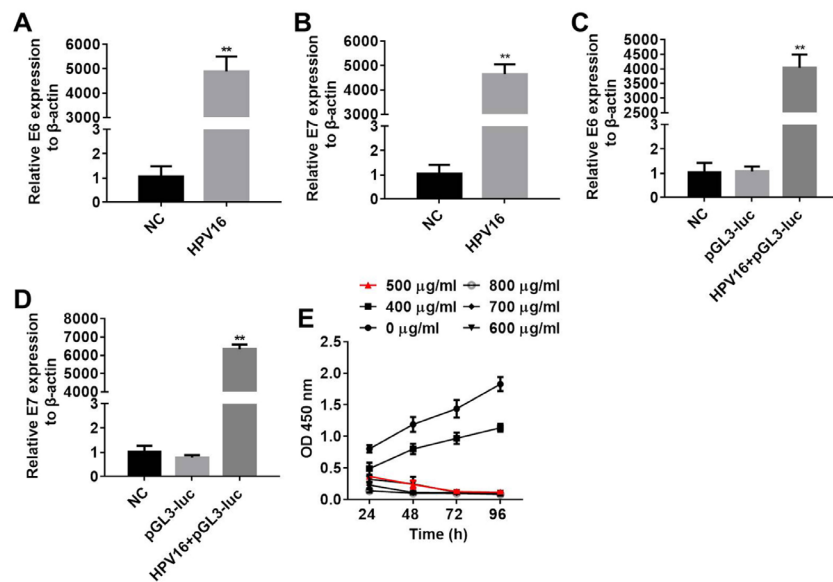 A
Relative E6 expression
to β-actin
6000
5000
4000
3000
3
2
1
0
**
NC
HPV16
B
Relative E7 expression
to β-actin
6000
5000
4000
3000
3
2
1
0
**
NC
HPV16
C
Relative E6 expression
to β-actin
4500
4000
3500
3000
2500
3
2
1
0
**
NC
pGL3-luc
HPV16+pGL3-luc
D
Relative E7 expression
to β-actin
8000
7000
6000
5000
4000
3
2
1
0
**
NC
pGL3-luc
HPV16+pGL3-luc
E
500 μg/ml
800 μg/ml
400 μg/ml
700 μg/ml
0 μg/ml
600 μg/ml
OD 450 nm
2.5
2.0
1.5
1.0
0.5
0.0
24 48 72 96
Time (h)